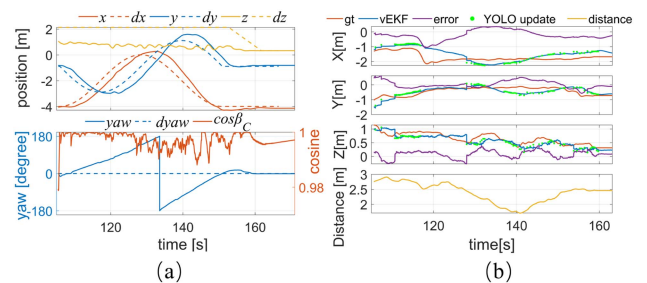 x dx y dy z dz
2
0
-2
-4
position [m]
yaw dyaw cosβC
180
0
-180
yaw [degree]
1
0.98
cosine
120 140 160
time [s]
(a)
gt vEKF error YOLO update distance
0
-1
-2
X[m]
0
-1
-2
Y[m]
1
0.5
0
Z[m]
3
2.5
2
Distance [m]
120 140 160
time[s]
(b)